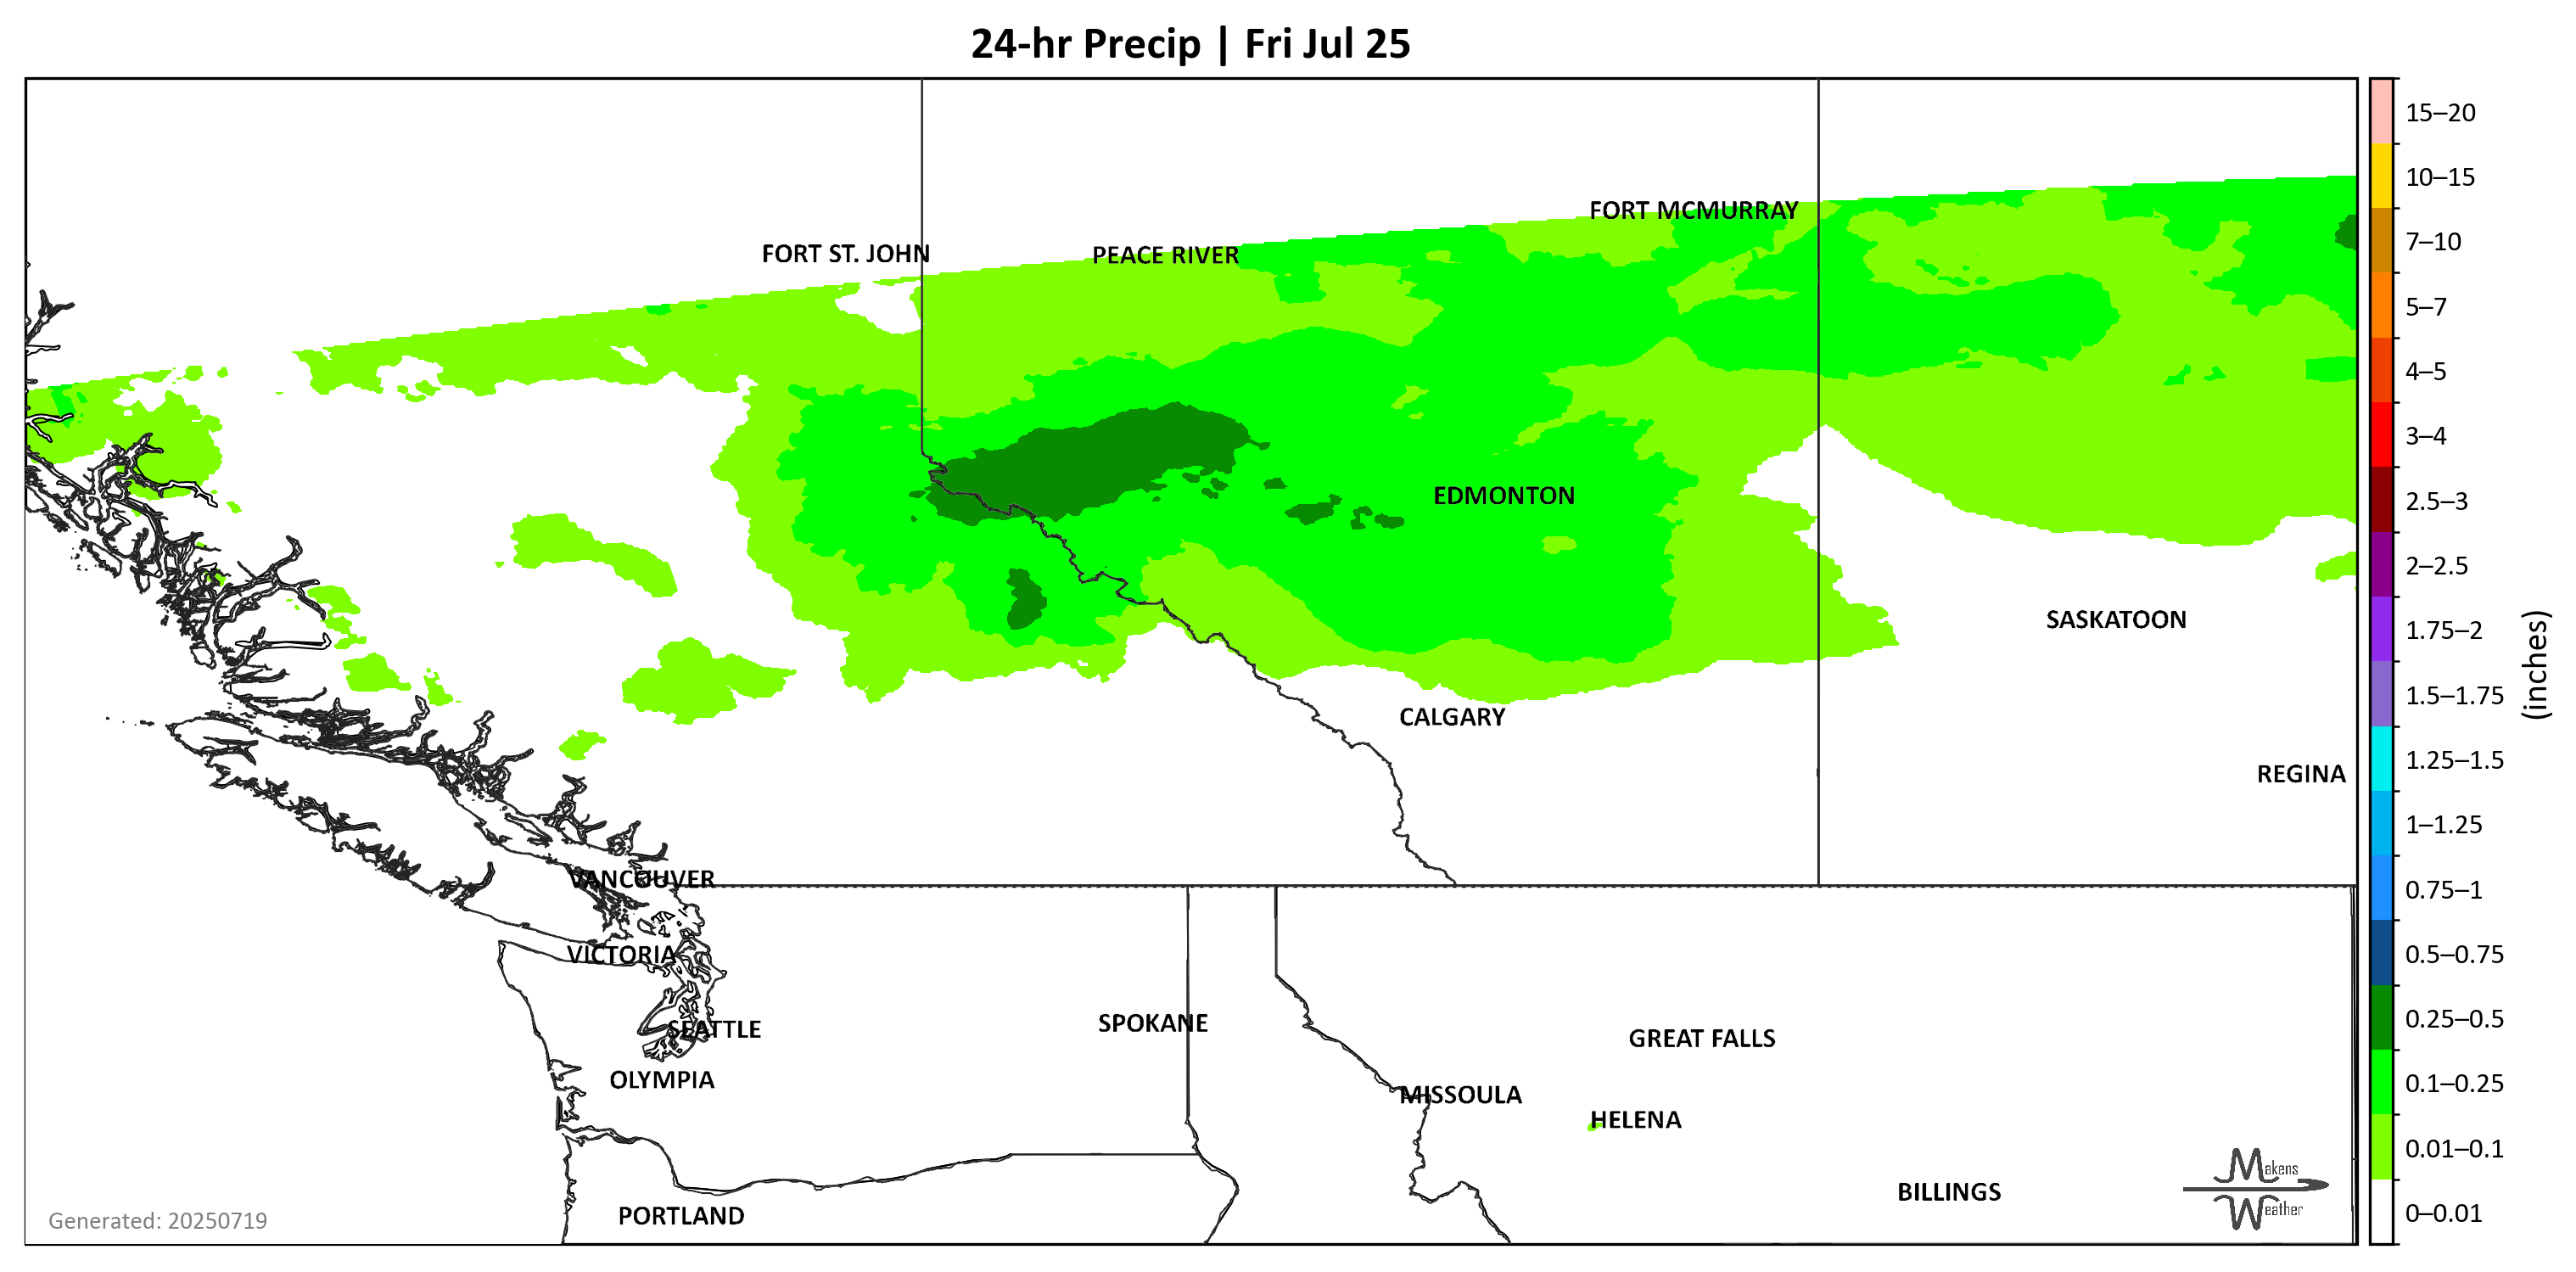 24-hr Precip | Fri Jul 25
FORT MCMURRAY
FORT ST. JOHN
PEACE RIVER
EDMONTON
SASKATOON
CALGARY
REGINA
VANCOUVER
VICTORIA
SEATTLE
SPOKANE
GREAT FALLS
OLYMPIA
MISSOULA
HELENA
BILLINGS
PORTLAND
Generated: 20250719
Makens
Weather
15–20
10–15
7–10
5–7
4–5
3–4
2.5–3
2–2.5
1.75–2
1.5–1.75
1.25–1.5
1–1.25
0.75–1
0.5–0.75
0.25–0.5
0.1–0.25
0.01–0.1
0–0.01
(inches)